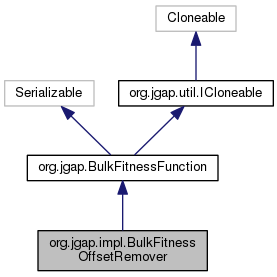 Cloneable
Serializable
org.jgap.util.ICloneable
org.jgap.BulkFitnessFunction
org.jgap.impl.BulkFitness
OffsetRemover